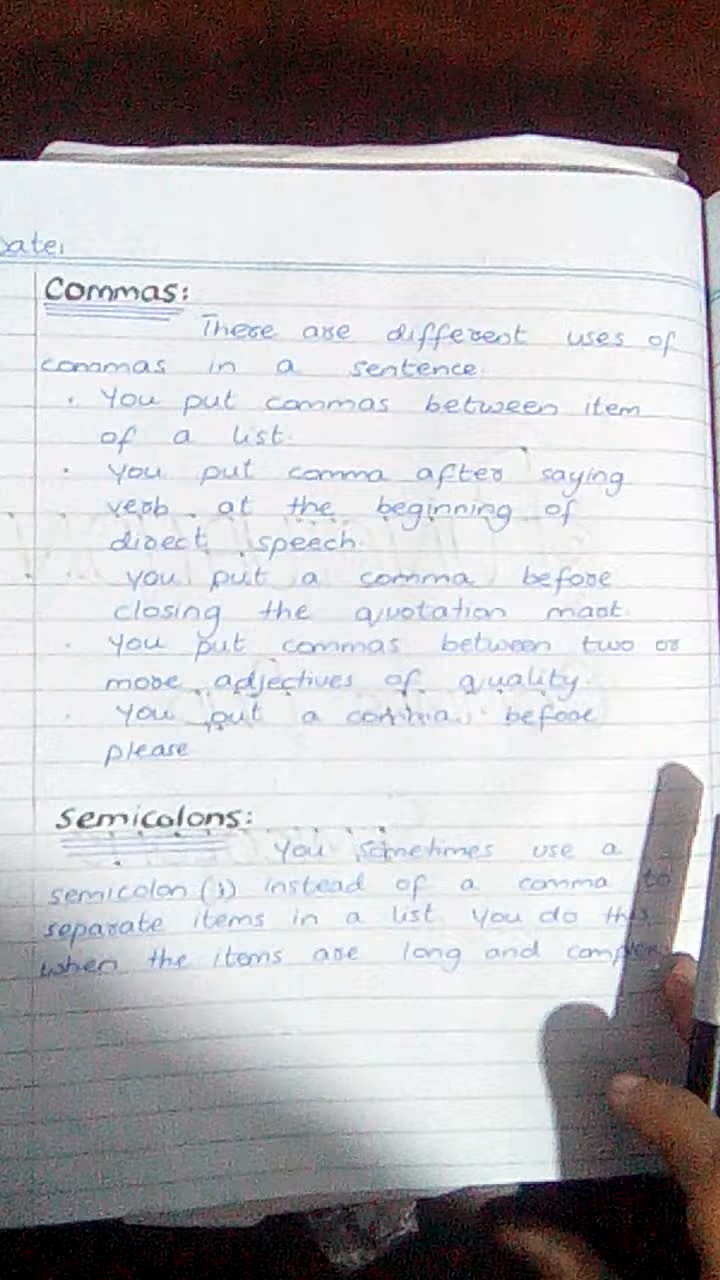 Date:
Commas:
There are different uses of
commas in a sentence.
• You put commas between item
of a list.
• You put comma after saying
verb at the beginning of
direct speech.
• you put a comma before
closing the quotation mark.
• You put commas between two or
more adjectives of quality.
• You put a comma before
please
Semicolons:
You sometimes use a
semicolon (;) instead of a comma to
separate items in a list. You do this
when the items are long and